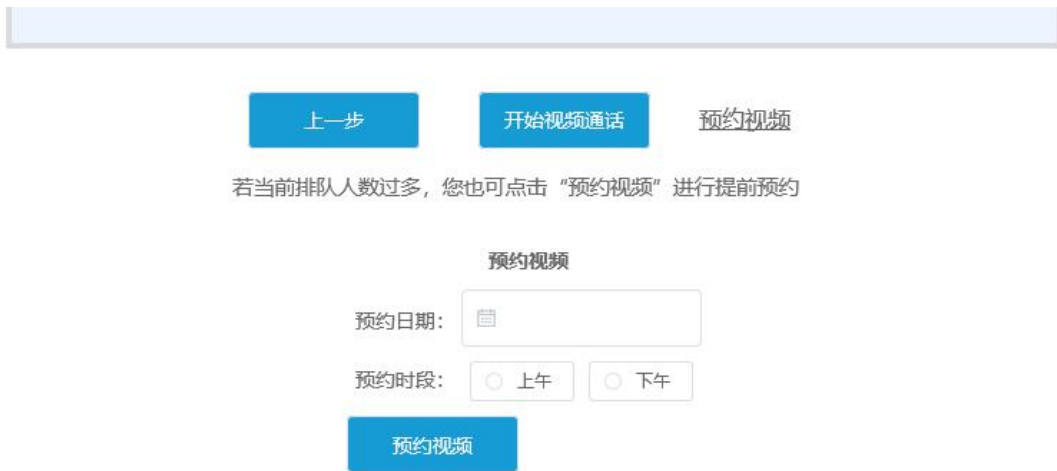 上一步 开始视频通话 预约视频
若当前排队人数过多，您也可点击“预约视频”进行提前预约
预约视频
预约日期：
预约时段： 上午 下午
预约视频